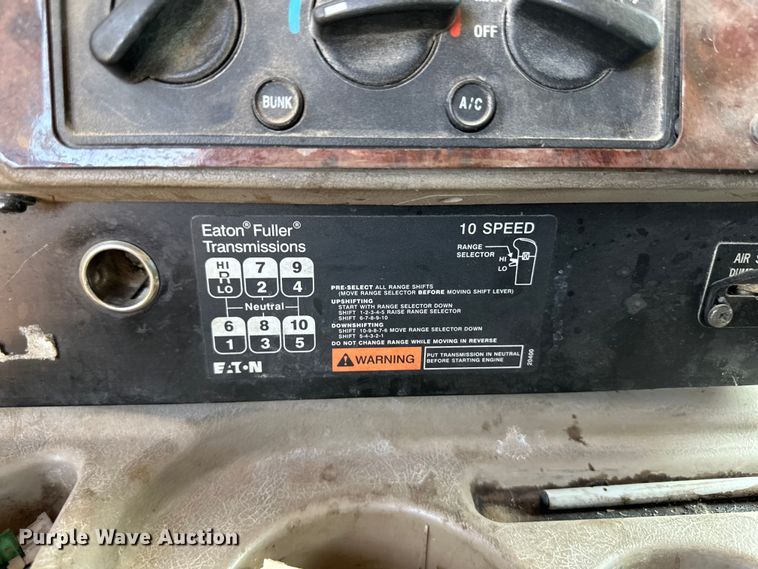 OFF
BUNK
A/C
Eaton® Fuller®
Transmissions
10 SPEED
RANGE
SELECTOR
HI
LO
HI
R
LO
7
2
9
4
Neutral
6
1
8
3
10
5
EATON
PRE-SELECT ALL RANGE SHIFTS
(MOVE RANGE SELECTOR BEFORE MOVING SHIFT LEVER)
UPSHIFTING
START WITH RANGE SELECTOR DOWN
SHIFT 1-2-3-4-5 RAISE RANGE SELECTOR
SHIFT 6-7-8-9-10
DOWNSHIFTING
SHIFT 10-9-8-7-6 MOVE RANGE SELECTOR DOWN
SHIFT 5-4-3-2-1
DO NOT CHANGE RANGE WHILE MOVING IN REVERSE
WARNING
PUT TRANSMISSION IN NEUTRAL
BEFORE STARTING ENGINE
20400
AIR S
DUMP
Purple Wave Auction